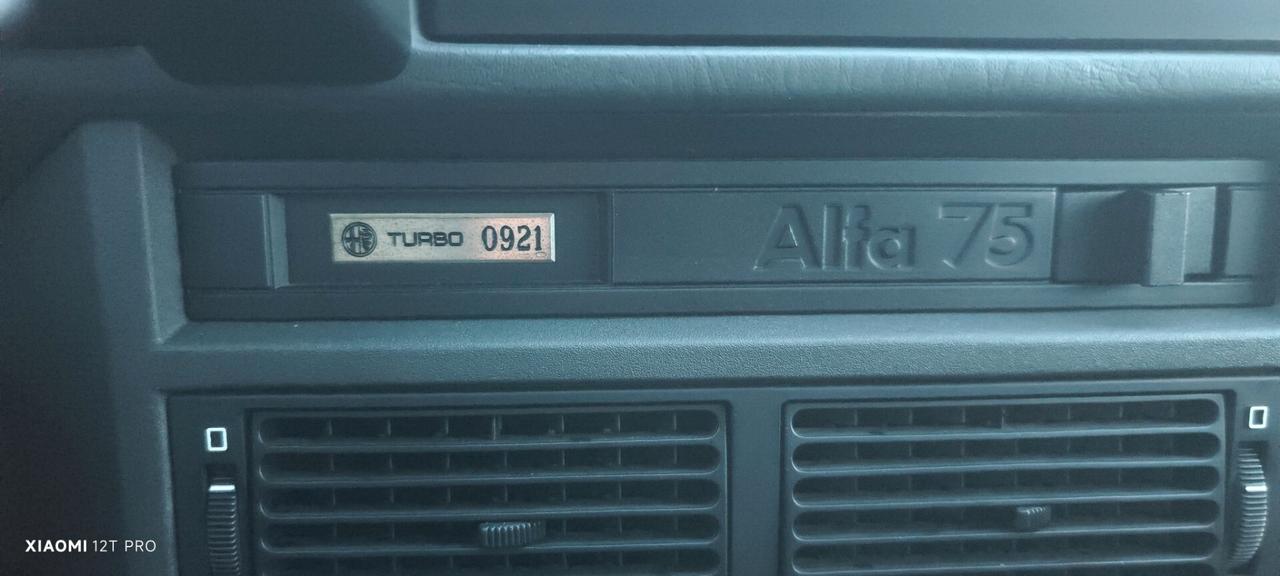 TURBO 0921
Alfa 75
XIAOMI 12T PRO